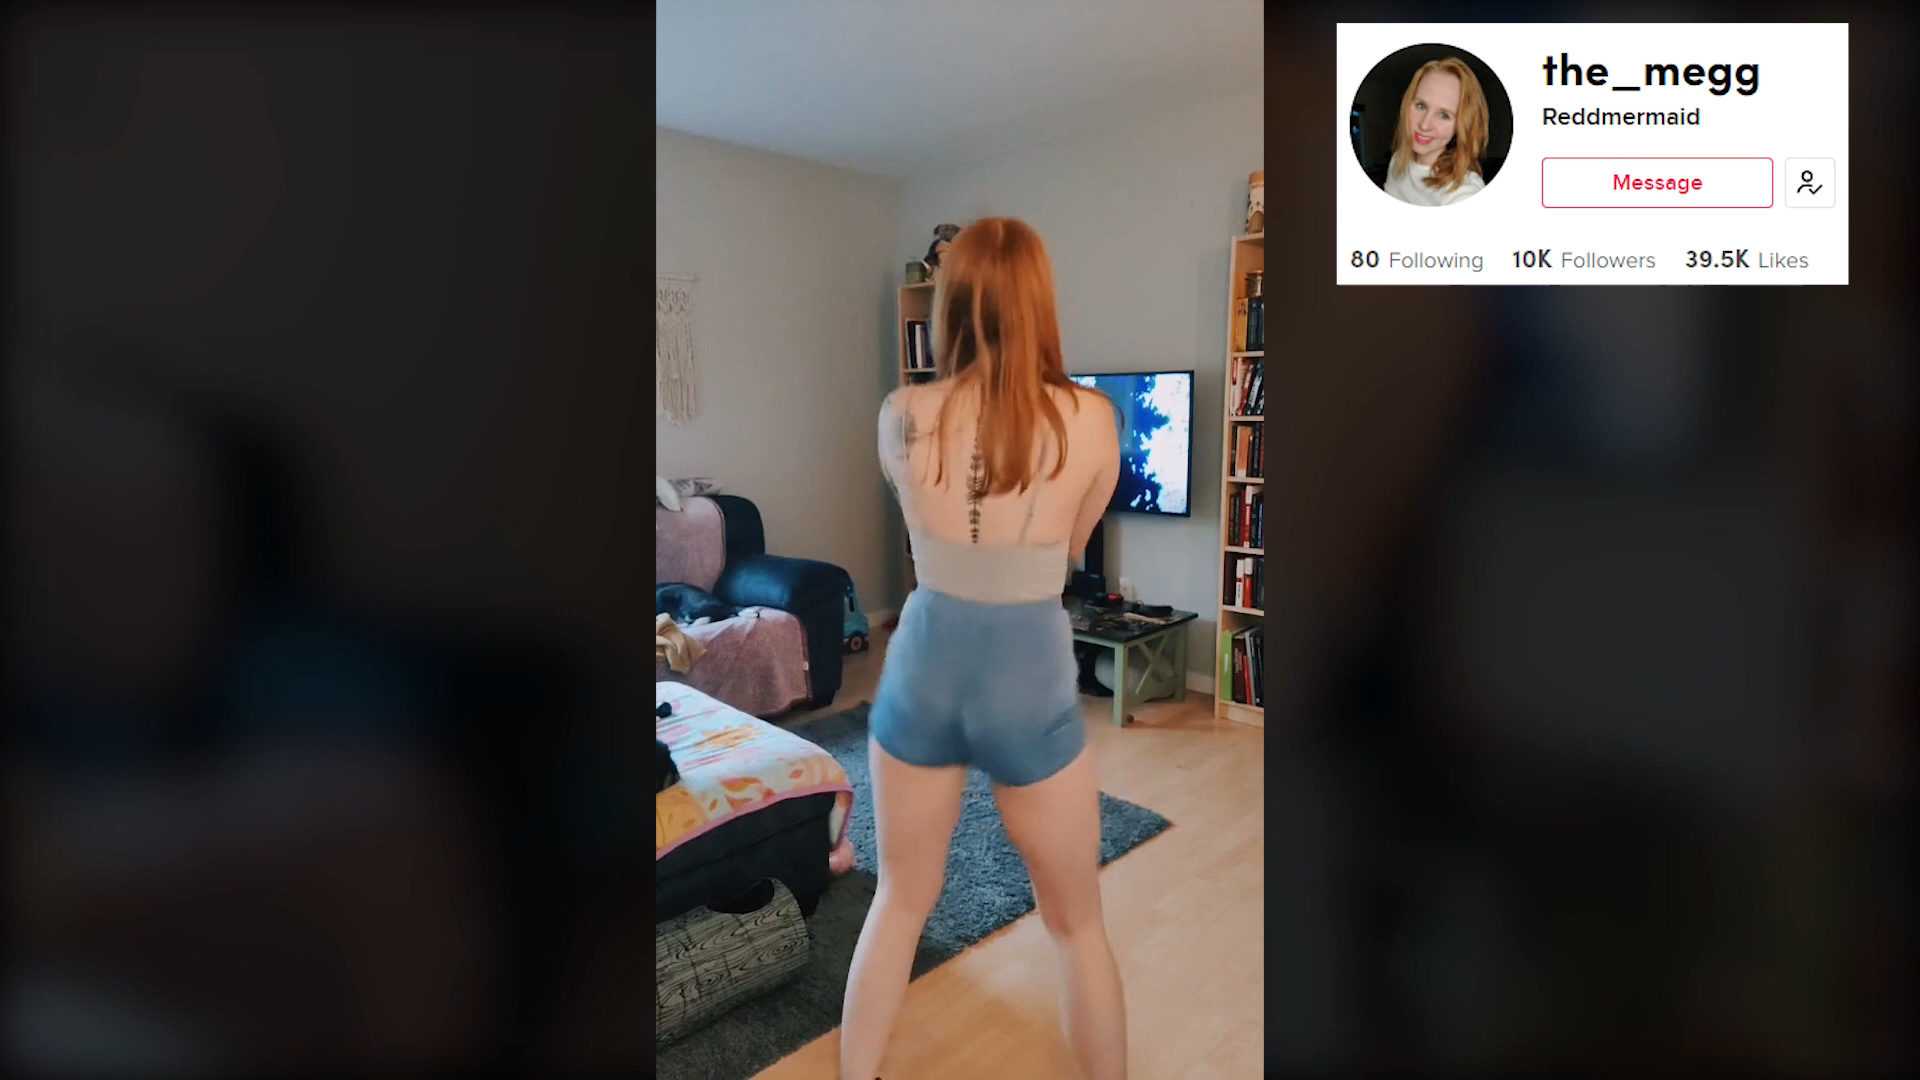 the_megg
Reddmermaid
Message
80 Following 10K Followers 39.5K Likes